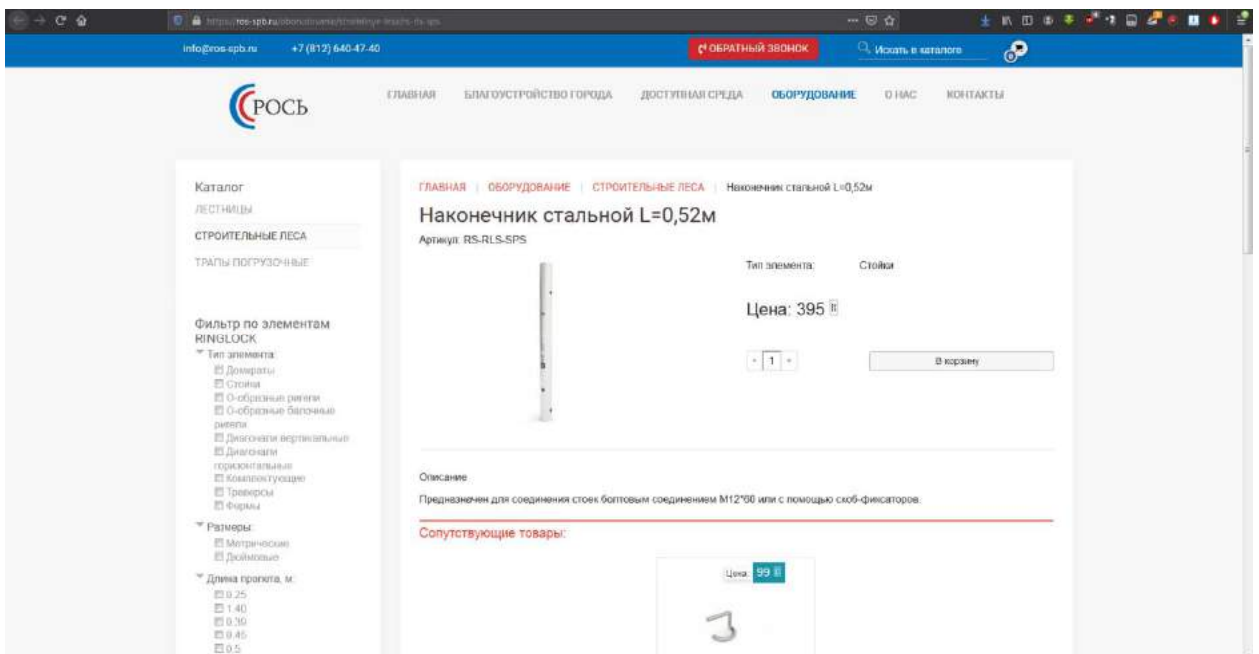 info@ros-spb.ru
+7 (812) 640-47-40
ОБРАТНЫЙ ЗВОНОК
Искать в каталоге
0
РОСЬ
ГЛАВНАЯ
БЛАГОУСТРОЙСТВО ГОРОДА
ДОСТУПНАЯ СРЕДА
ОБОРУДОВАНИЕ
О НАС
КОНТАКТЫ
Каталог
ЛЕСТНИЦЫ
СТРОИТЕЛЬНЫЕ ЛЕСА
ТРАПЫ ПОГРУЗОЧНЫЕ
Фильтр по элементам
RINGLOCK
Тип элемента:
Домкраты
Стойки
О-образные ригели
О-образные балочные
ригели
Диагонали вертикальные
Диагонали
горизонтальные
Комплектующие
Траверсы
Фермы
Размеры:
Метрические
Дюймовые
Длина пролета, м:
0.25
1.40
0.39
0.45
0.5
ГЛАВНАЯ | ОБОРУДОВАНИЕ | СТРОИТЕЛЬНЫЕ ЛЕСА | Наконечник стальной L=0,52м
Наконечник стальной L=0,52м
Артикул: RS-RLS-SPS
Тип элемента: Стойки
Цена: 395
- 1 +
В корзину
Описание
Предназначен для соединения стоек болтовым соединением М12*60 или с помощью скоб-фиксаторов.
Сопутствующие товары:
Цена: 99